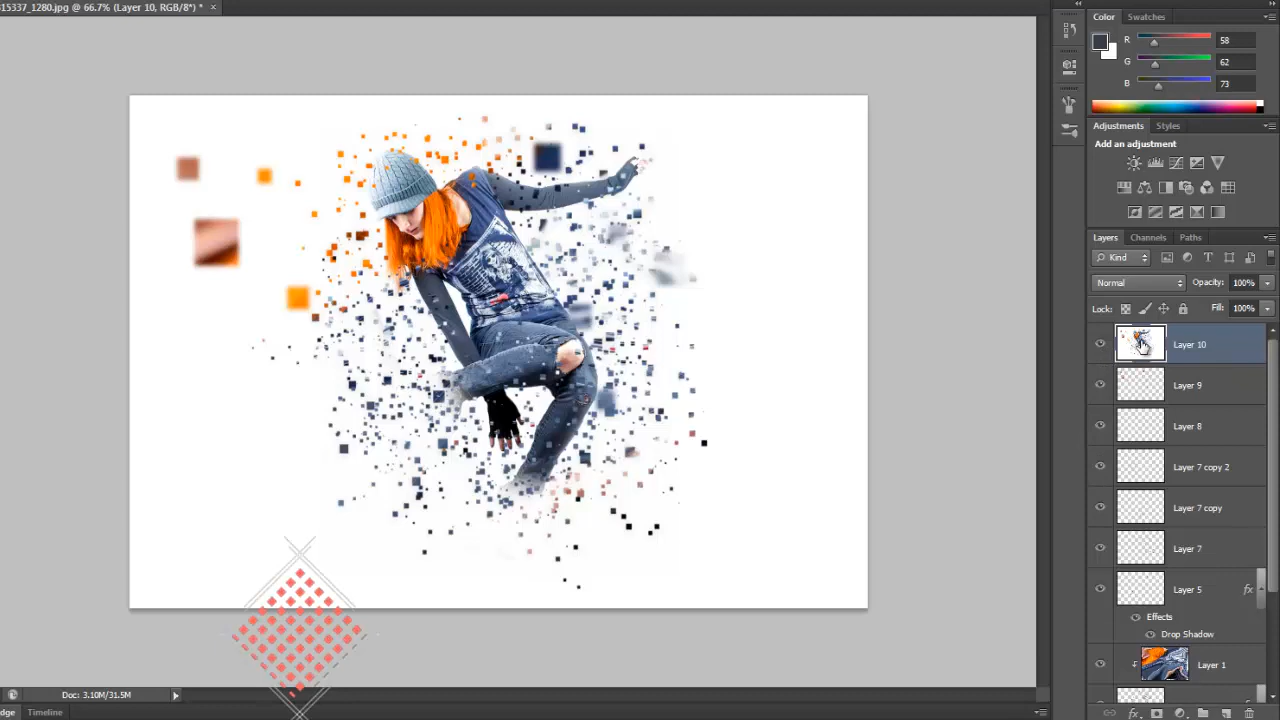 15337_1280.jpg @ 66.7% (Layer 10, RGB/8*) *
Color
Swatches
R
58
G
62
B
73
Adjustments
Styles
Add an adjustment
Layers
Channels
Paths
Kind
Normal
Opacity:
100%
Lock:
Fill:
100%
Layer 10
Layer 9
Layer 8
Layer 7 copy 2
Layer 7 copy
Layer 7
Layer 5
fx
Effects
Drop Shadow
Layer 1
Doc: 3.10M/31.5M
dge
Timeline
fx